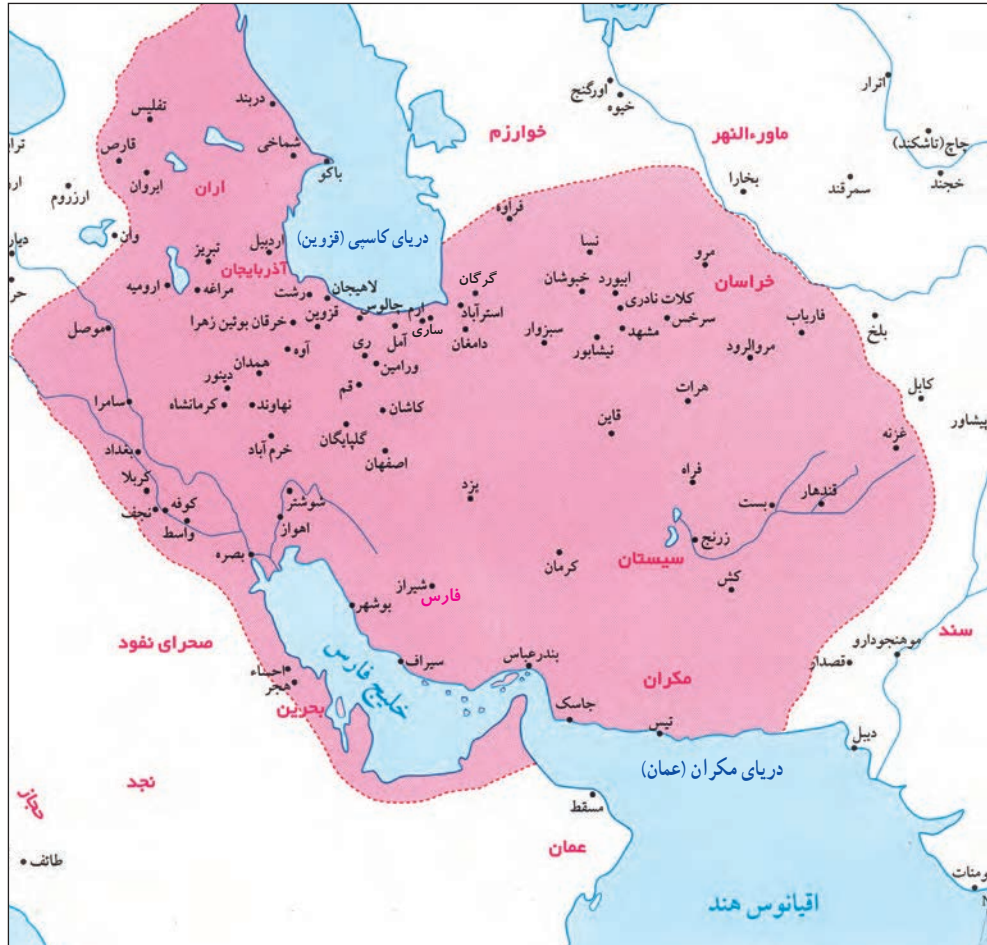 اترار
دربند
تفلیس
اورگنج
خیوه
خوارزم
ماوراءالنهر
چاچ (تاشکند)
خجند
سمرقند
بخارا
شماخی
باکو
قارص
ایروان
اران
ارزروم
وان
فراوه
دریای کاسپی (قزوین)
اردبیل
تبریز
آذربایجان
مراغه
ارومیه
نسا
مرو
خراسان
گرگان
خبوشان
ابیورد
کلات نادری
لاهیجان
رشت
چالوس
ارم
ساری
استرآباد
سرخس
فاریاب
بلخ
موصل
خرقان بوئین زهرا
قزوین
آمل
دامغان
سبزوار
مشهد
نیشابور
مروالرود
آوه
ری
ورامین
همدان
دینور
قم
کابل
هرات
سامرا
کرمانشاه
نهاوند
کاشان
قاین
پیشاور
گلپایگان
خرم آباد
اصفهان
غزنه
بغداد
کربلا
فراه
شوشتر
یزد
بست
قندهار
کوفه
نجف
واسط
اهواز
زرنج
بصره
کرمان
سیستان
کش
شیراز
فارس
بوشهر
سند
صحرای نفود
موهنجودارو
قصدار
احساء
هجر
سیراف
بندرعباس
خلیج فارس
مکران
بحرین
جاسک
تیس
دیبل
دریای مکران (عمان)
نجد
حجاز
مسقط
عمان
طائف
اقیانوس هند